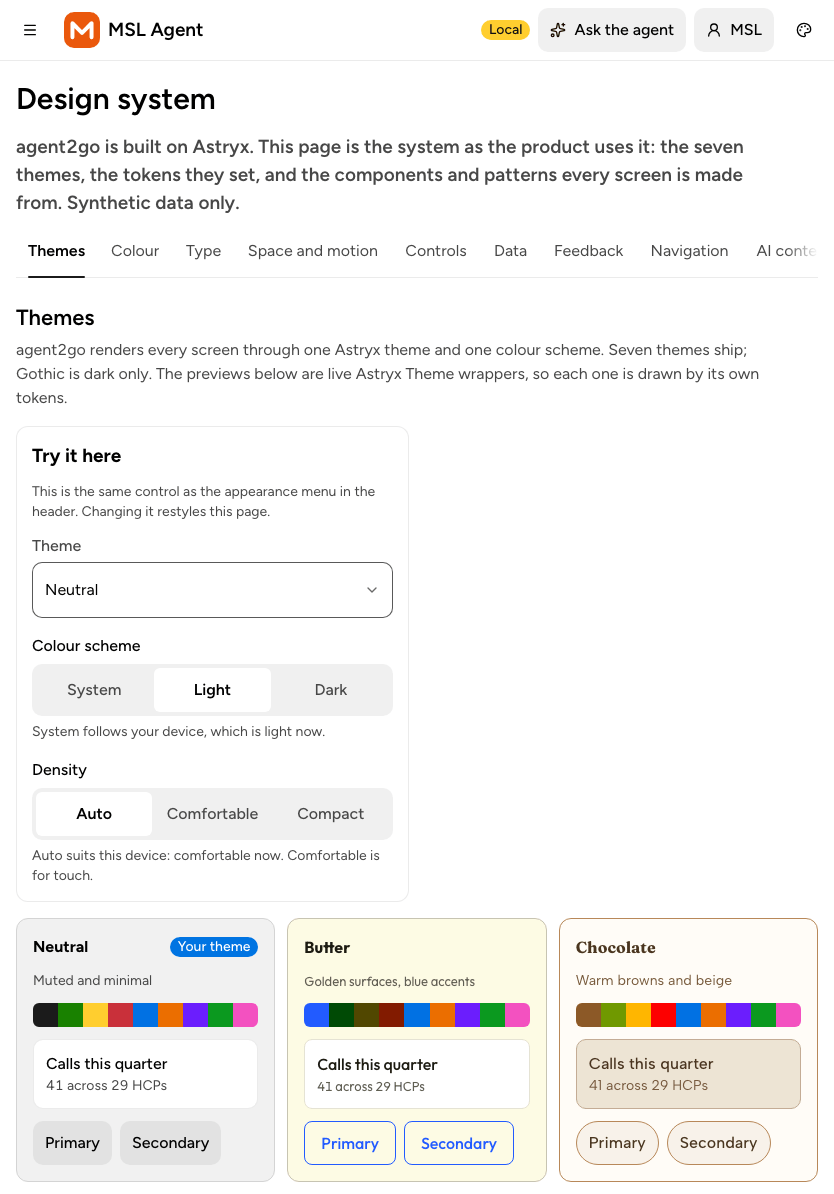 MSL Agent
Local
Ask the agent
MSL
Design system
agent2go is built on Astryx. This page is the system as the product uses it: the seven
themes, the tokens they set, and the components and patterns every screen is made
from. Synthetic data only.
Themes Colour Type Space and motion Controls Data Feedback Navigation AI conte
Themes
agent2go renders every screen through one Astryx theme and one colour scheme. Seven themes ship;
Gothic is dark only. The previews below are live Astryx Theme wrappers, so each one is drawn by its own
tokens.
Try it here
This is the same control as the appearance menu in the
header. Changing it restyles this page.
Theme
Neutral
Colour scheme
System Light Dark
System follows your device, which is light now.
Density
Auto Comfortable Compact
Auto suits this device: comfortable now. Comfortable is
for touch.
Neutral Your theme
Muted and minimal
Calls this quarter
41 across 29 HCPs
Primary Secondary
Butter
Golden surfaces, blue accents
Calls this quarter
41 across 29 HCPs
Primary Secondary
Chocolate
Warm browns and beige
Calls this quarter
41 across 29 HCPs
Primary Secondary